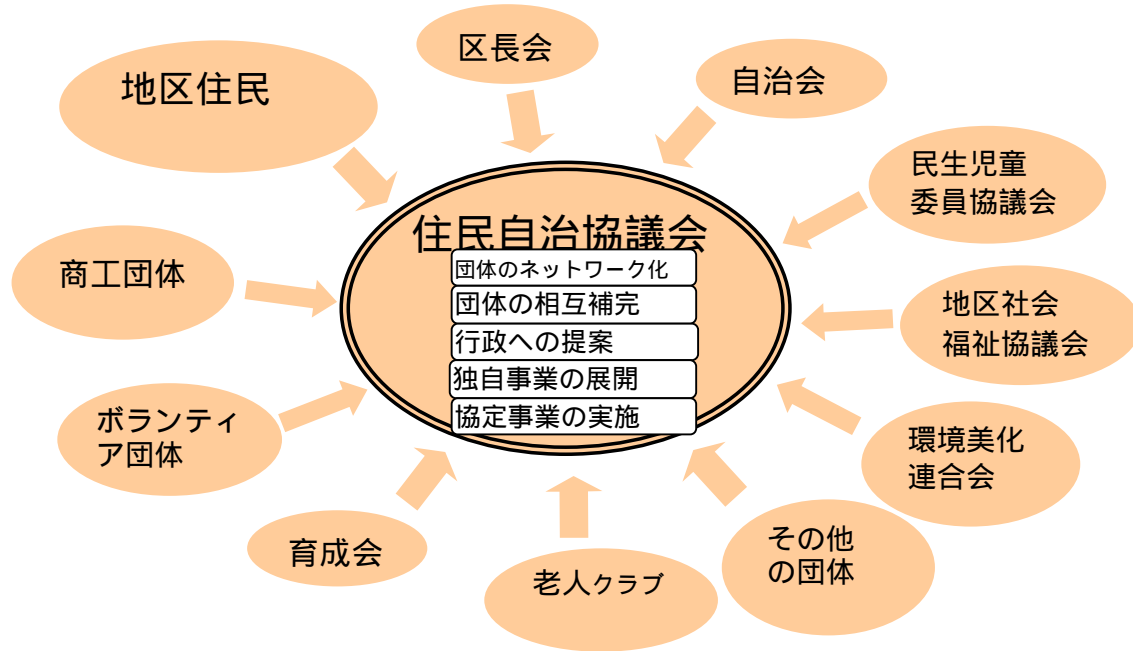 区長会
地区住民
自治会
民生児童
委員協議会
住民自治協議会
団体のネットワーク化
団体の相互補完
行政への提案
独自事業の展開
協定事業の実施
商工団体
地区社会
福祉協議会
ボランティ
ア団体
環境美化
連合会
育成会
老人クラブ
その他
の団体